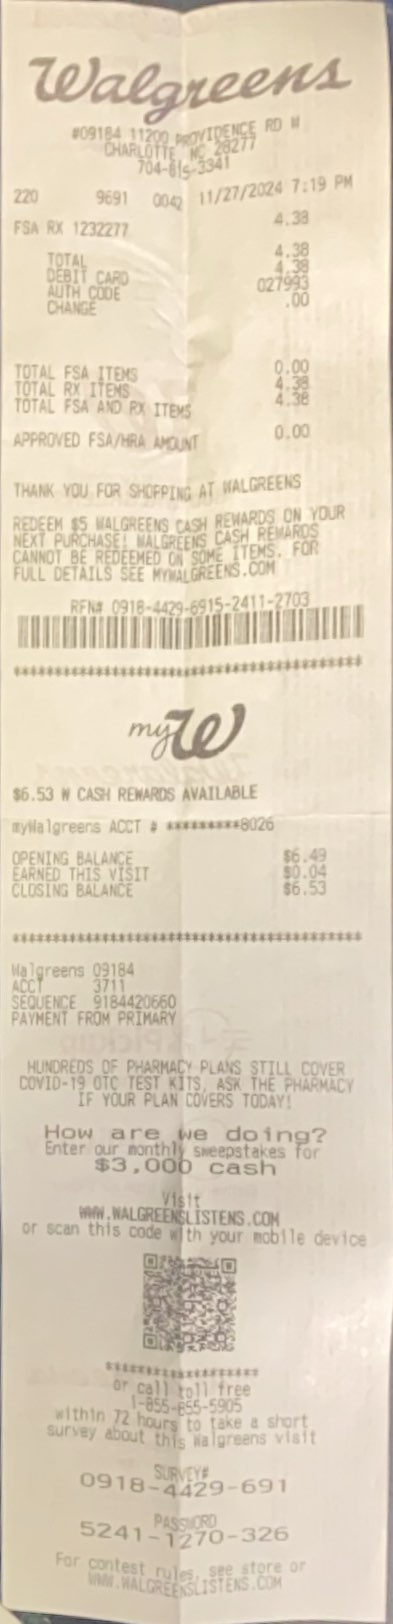 Walgreens
#09184 11200 PROVIDENCE RD W
CHARLOTTE, NC 28277
704-815-3341
220 9691 0042 11/27/2024 7:19 PM
FSA RX 1232277 4.38
TOTAL 4.38
DEBIT CARD 4.38
AUTH CODE 027993
CHANGE .00
TOTAL FSA ITEMS 0.00
TOTAL RX ITEMS 4.38
TOTAL FSA AND RX ITEMS 4.38
APPROVED FSA/HRA AMOUNT 0.00
THANK YOU FOR SHOPPING AT WALGREENS
REDEEM $5 WALGREENS CASH REWARDS ON YOUR
NEXT PURCHASE! WALGREENS CASH REWARDS
CANNOT BE REDEEMED ON SOME ITEMS. FOR
FULL DETAILS SEE MYWALGREENS.COM
RFN# 0918-4429-6915-2411-2703
******************************************
myW
$6.53 W CASH REWARDS AVAILABLE
myWalgreens ACCT # *********8026
OPENING BALANCE $6.49
EARNED THIS VISIT $0.04
CLOSING BALANCE $6.53
******************************************
Walgreens 09184
ACCT 3711
SEQUENCE 9184420660
PAYMENT FROM PRIMARY
HUNDREDS OF PHARMACY PLANS STILL COVER
COVID-19 OTC TEST KITS, ASK THE PHARMACY
IF YOUR PLAN COVERS TODAY!
How are we doing?
Enter our monthly sweepstakes for
$3,000 cash
Visit
WWW.WALGREENSLISTENS.COM
or scan this code with your mobile device
*******************
or call toll free
1-855-855-5905
within 72 hours to take a short
survey about this Walgreens visit
SURVEY#
0918-4429-691
PASSWORD
5241-1270-326
For contest rules, see store or
WWW.WALGREENSLISTENS.COM